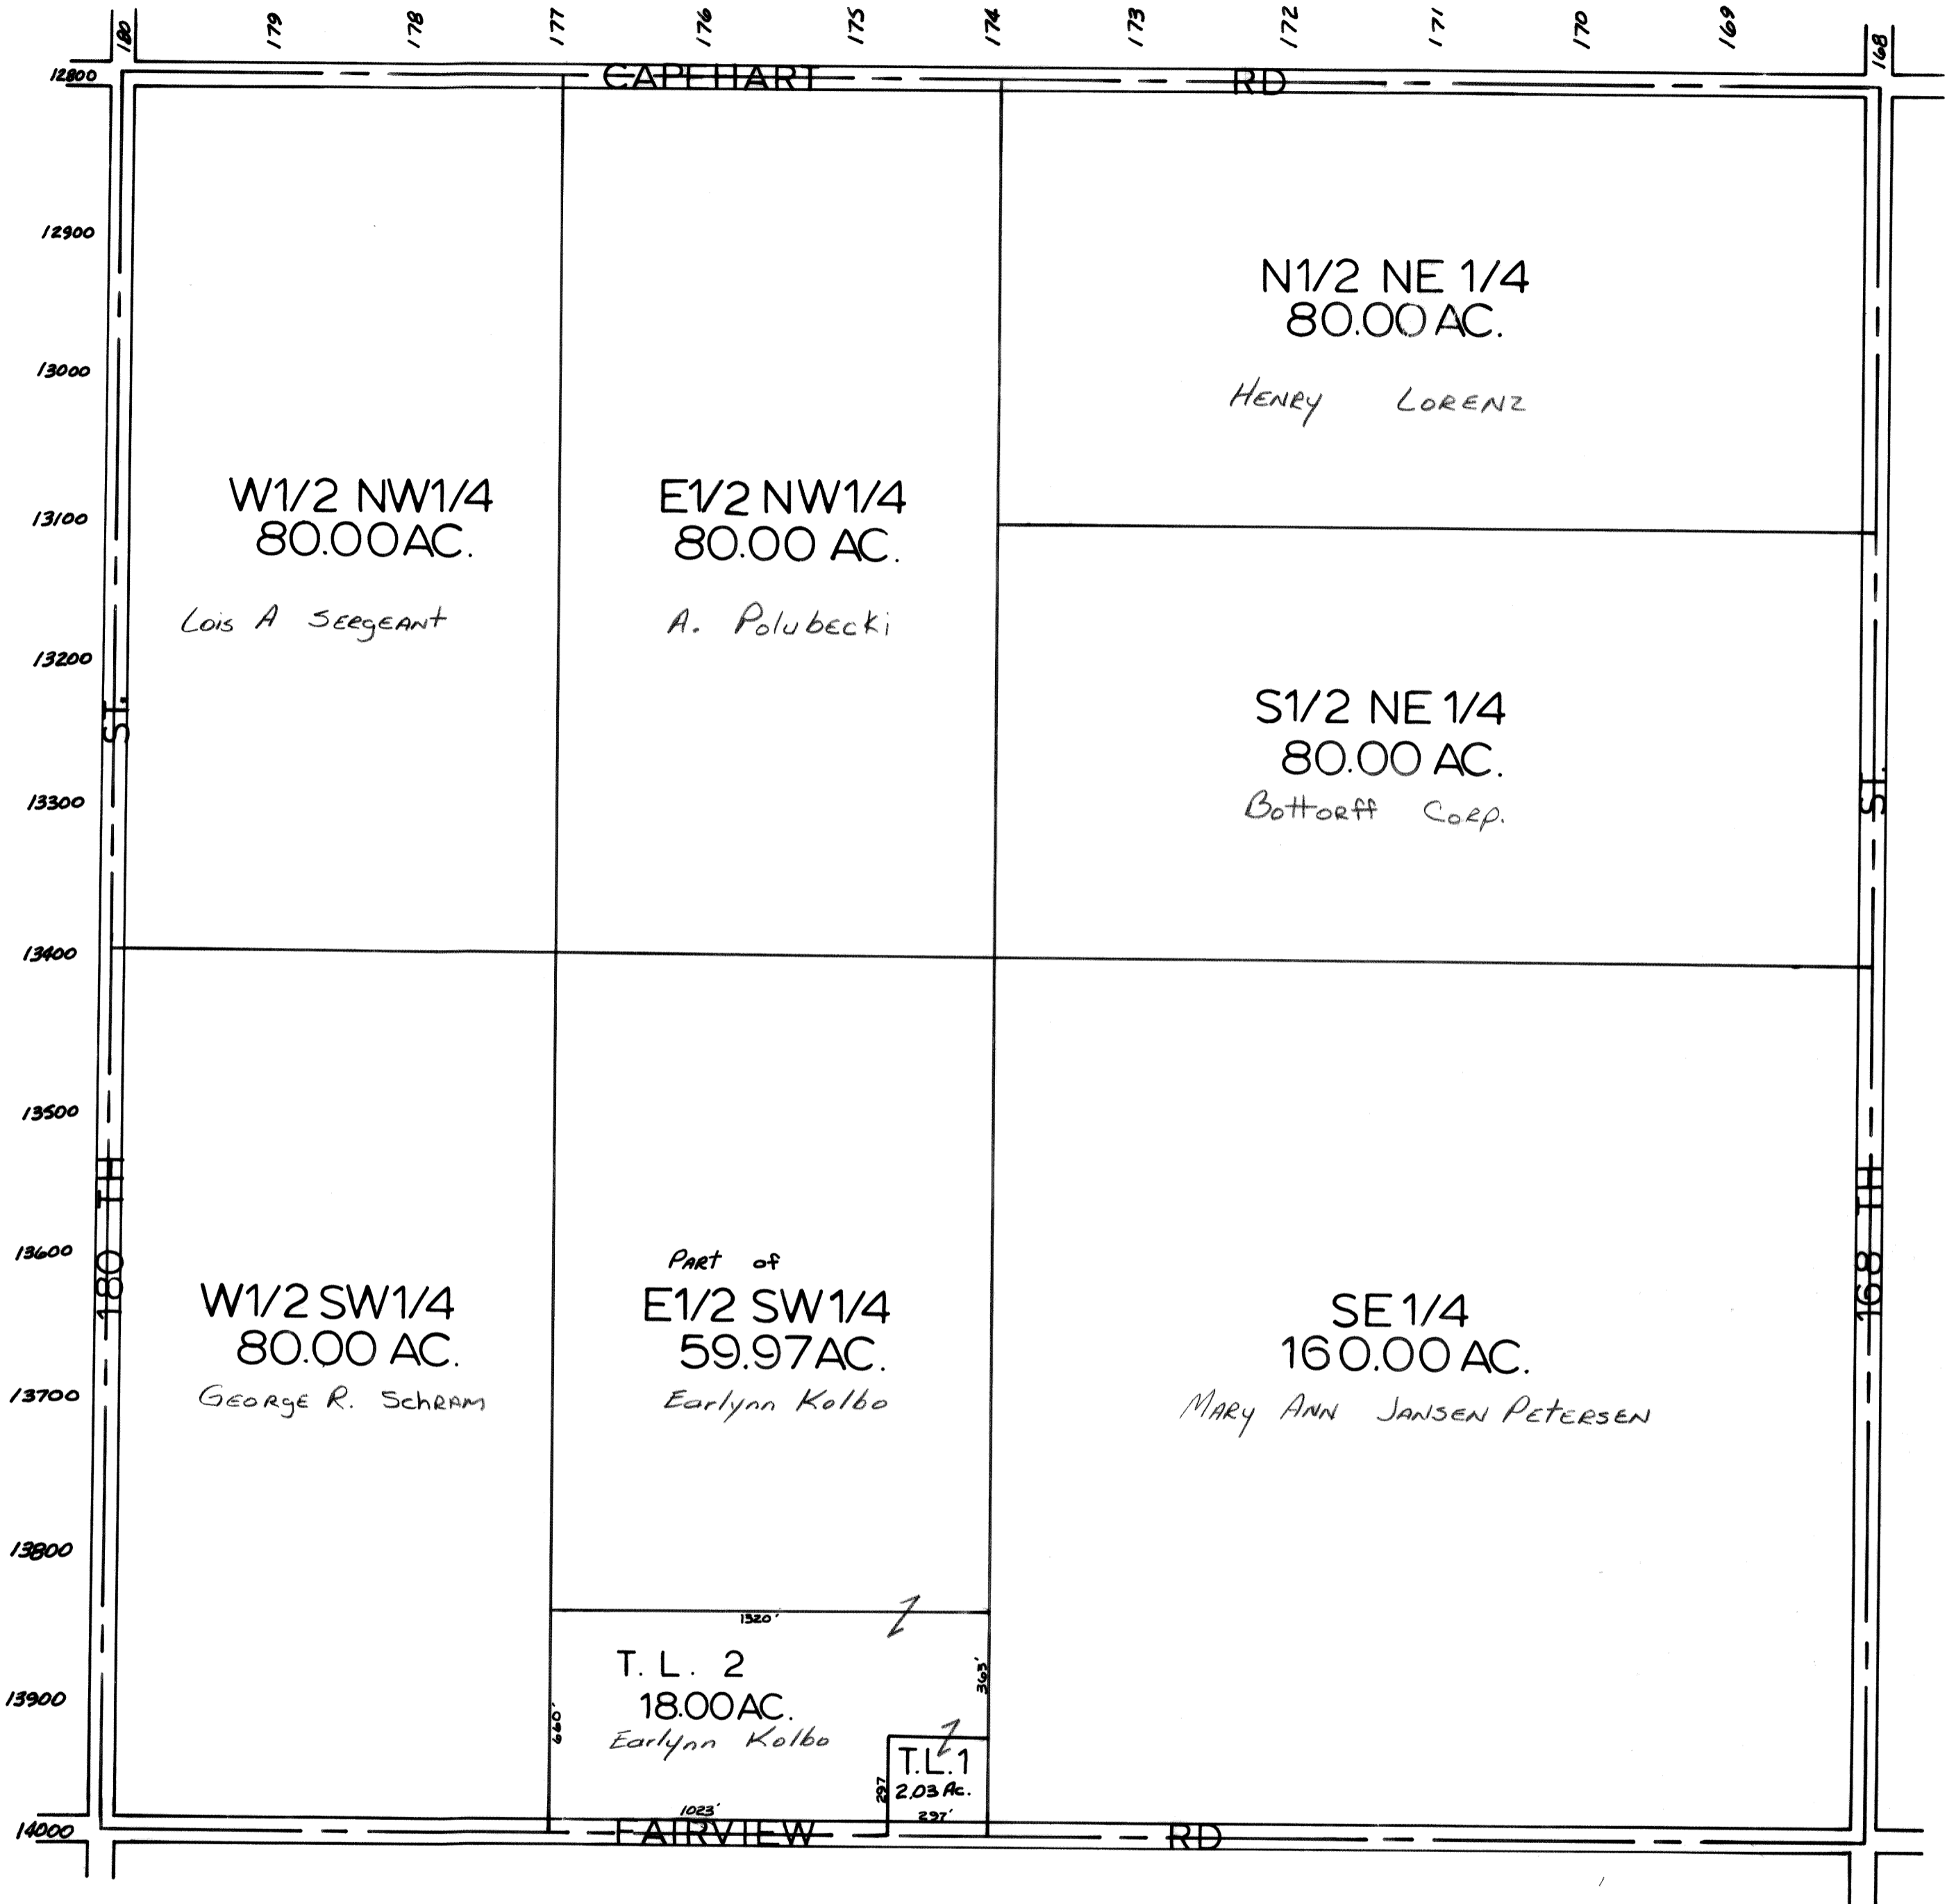 180 179 178 177 176 175 174 173 172 171 170 169 168
12800
CAPEHART RD
12900
13000
13100
13200
13300
13400
13500
13600
13700
13800
13900
14000
180 TH ST.
W1/2 NW1/4
80.00 AC.
Lois A Sergeant
E1/2 NW1/4
80.00 AC.
A. Polubecki
N1/2 NE 1/4
80.00 AC.
Henry Lorenz
S1/2 NE 1/4
80.00 AC.
Bottorff Corp.
W1/2 SW1/4
80.00 AC.
George R. Schram
Part of
E1/2 SW1/4
59.97 AC.
Earlynn Kolbo
SE 1/4
160.00 AC.
Mary Ann Jansen Petersen
1320'
T. L. 2
18.00 AC.
Earlynn Kolbo
660'
363'
1023'
T.L. 1
2.03 Ac.
297
297'
168 TH ST.
FAIRVIEW RD